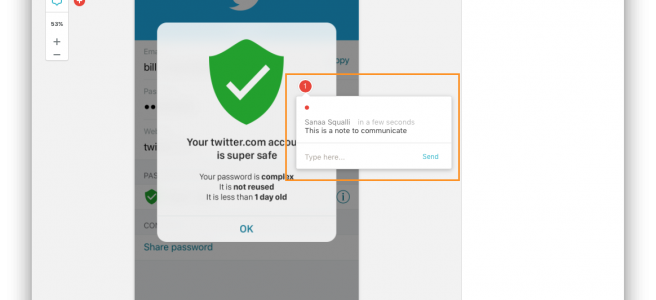 53%
+
−
Ema
bill
opy
Pas
We
twi
PAS
COM
Share password
Your twitter.com accou
is super safe
Your password is complex
It is not reused
It is less than 1 day old
OK
1
Sanaa Squalli in a few seconds
This is a note to communicate
Type here...
Send